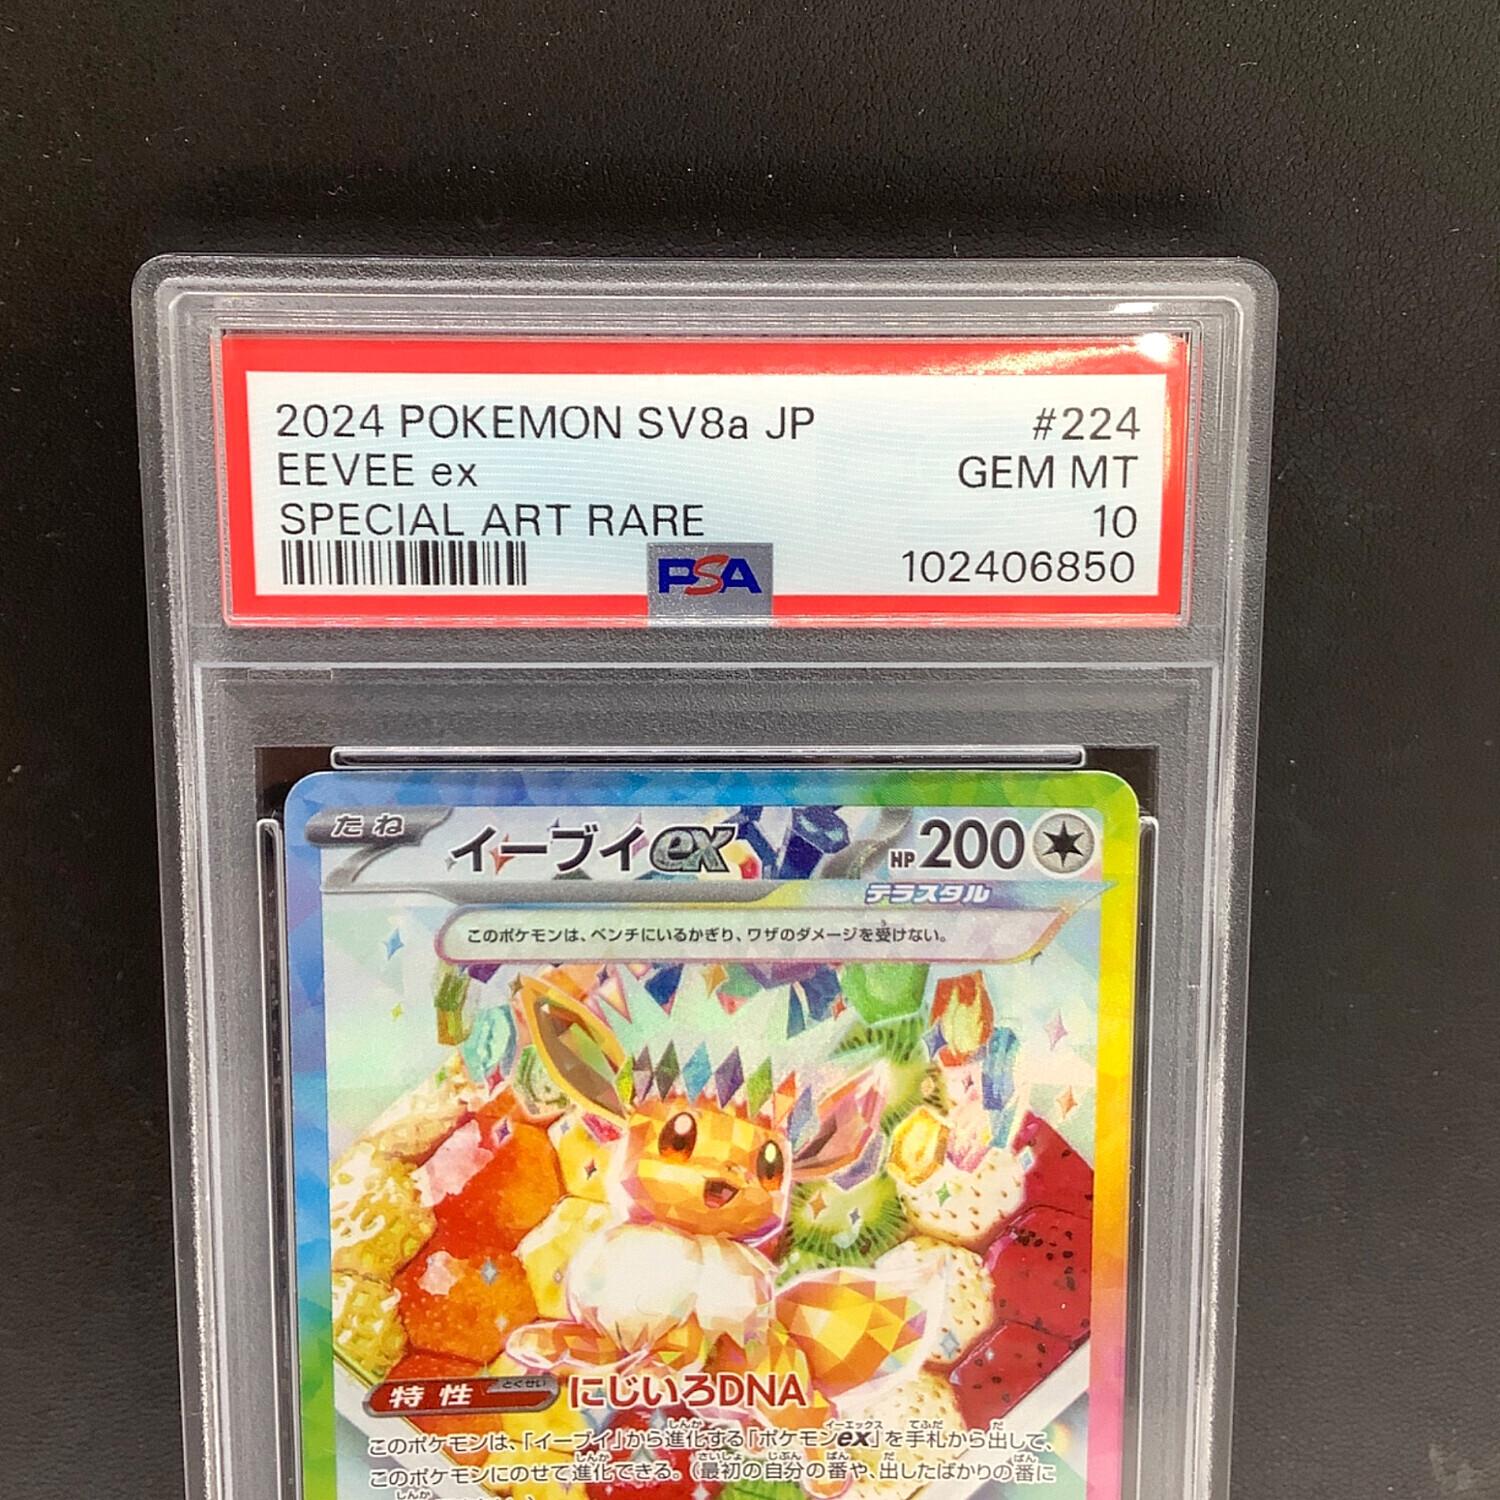 2024 POKEMON SV8a JP #224
EEVEE ex GEM MT
SPECIAL ART RARE 10
PSA 102406850
たね イーブイex HP 200
テラスタル
このポケモンは、ベンチにいるかぎり、ワザのダメージを受けない。
特性 とくせい にじいろDNA
このポケモンは、「イーブイ」から進化する「ポケモンex」を手札から出して、
このポケモンにのせて進化できる。(最初の自分の番や、出したばかりの番に